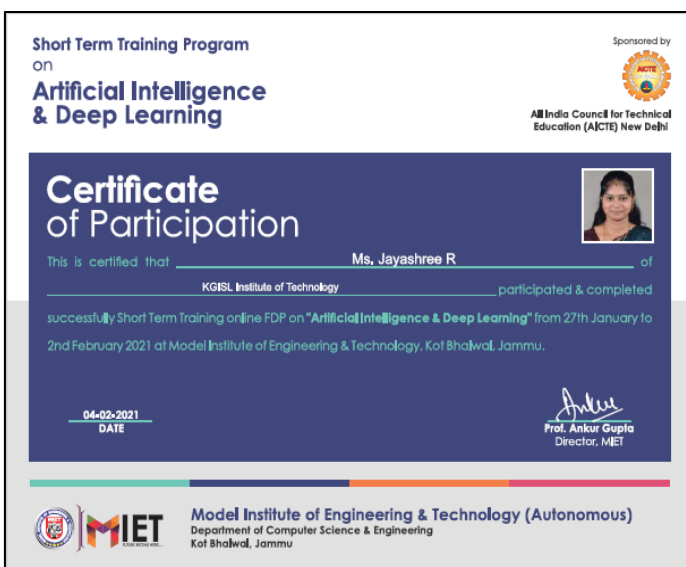 Short Term Training Program
on
Artificial Intelligence
& Deep Learning
Sponsored by
AICTE
All India Council for Technical
Education (AICTE) New Delhi
Certificate
of Participation
This is certified that Ms. Jayashree R of
KGISL Institute of Technology participated & completed
successfully Short Term Training online FDP on "Artificial Intelligence & Deep Learning" from 27th January to
2nd February 2021 at Model Institute of Engineering & Technology, Kot Bhalwal, Jammu.
04-02-2021
DATE
Ankur
Prof. Ankur Gupta
Director, MIET
MIET
Model Institute of Engineering & Technology (Autonomous)
Department of Computer Science & Engineering
Kot Bhalwal, Jammu